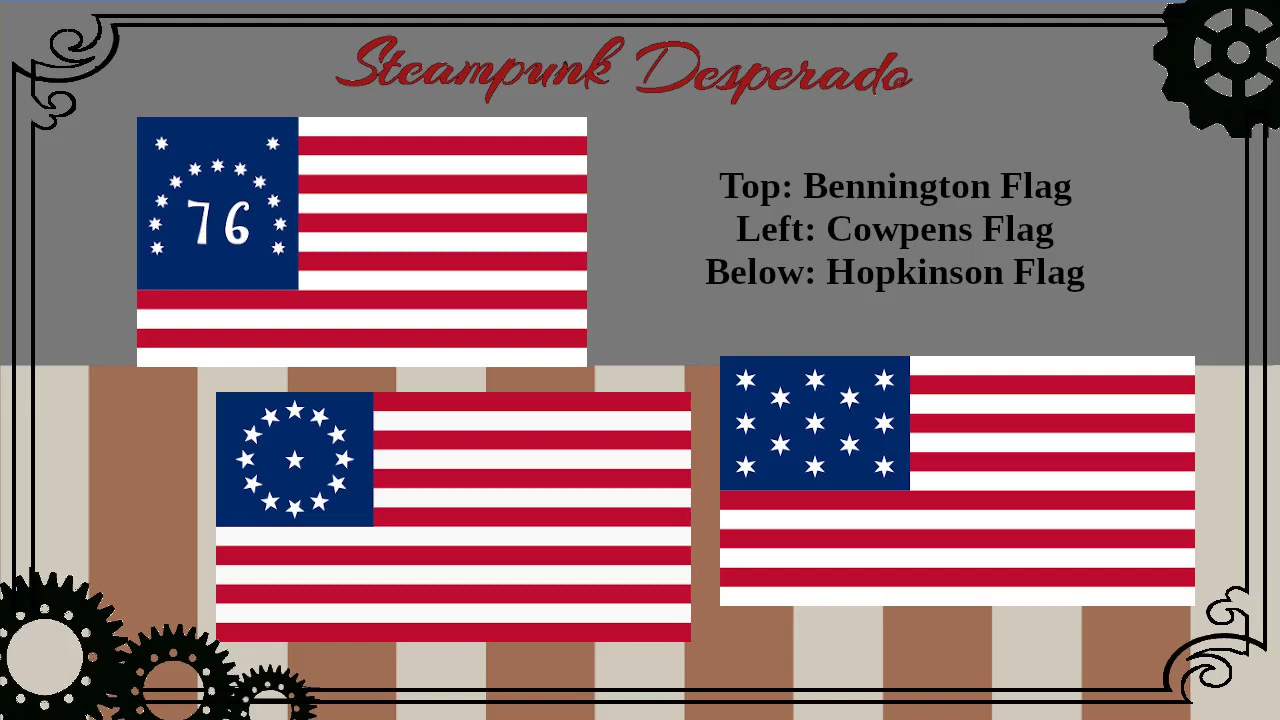 Steampunk Desperado
76
Top: Bennington Flag
Left: Cowpens Flag
Below: Hopkinson Flag